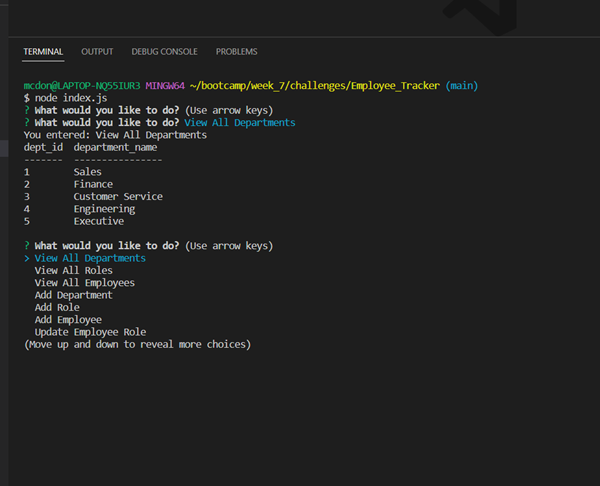 TERMINAL OUTPUT DEBUG CONSOLE PROBLEMS
mcdon@LAPTOP-NQ55IUR3 MINGW64 ~/bootcamp/week_7/challenges/Employee_Tracker (main)
$ node index.js
? What would you like to do? (Use arrow keys)
? What would you like to do? View All Departments
You entered: View All Departments
dept_id  department_name
-------  ----------------
1        Sales
2        Finance
3        Customer Service
4        Engineering
5        Executive
? What would you like to do? (Use arrow keys)
> View All Departments
  View All Roles
  View All Employees
  Add Department
  Add Role
  Add Employee
  Update Employee Role
(Move up and down to reveal more choices)